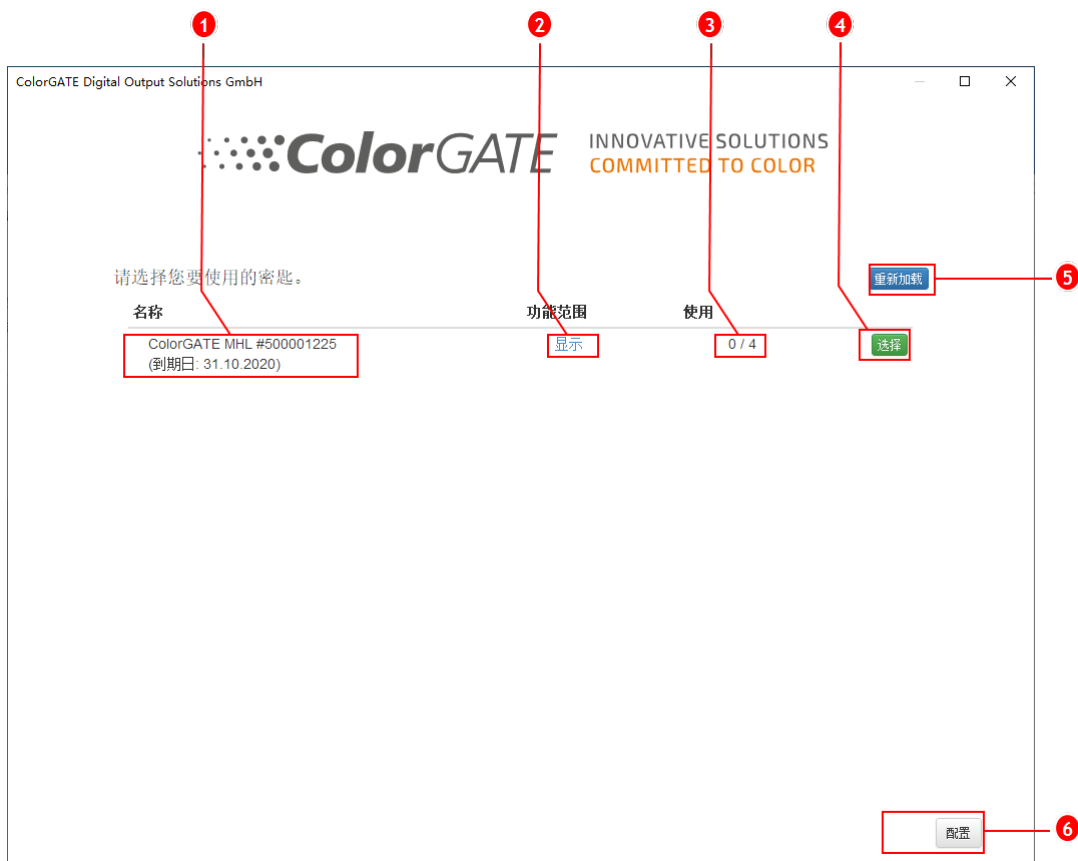 1 2 3 4
ColorGATE Digital Output Solutions GmbH
ColorGATE INNOVATIVE SOLUTIONS
COMMITTED TO COLOR
请选择您要使用的密匙。
重新加载 5
名称 功能范围 使用
ColorGATE MHL #500001225 显示 0 / 4 选择
(到期日: 31.10.2020)
配置 6